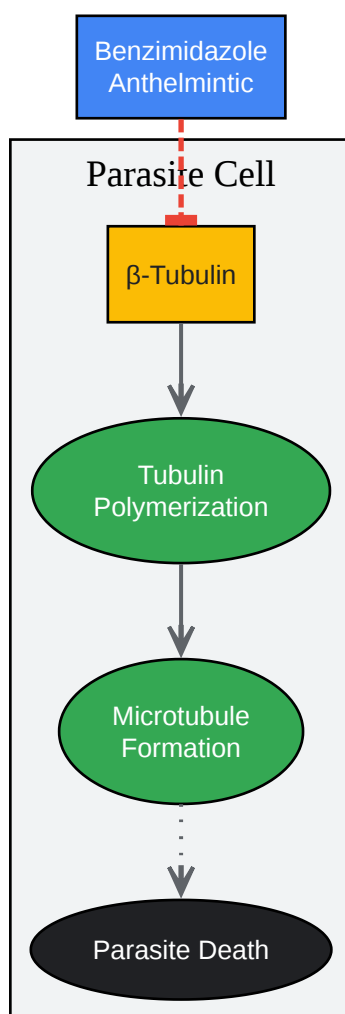 Benzimidazole
Anthelmintic
Parasite Cell
β-Tubulin
Tubulin
Polymerization
Microtubule
Formation
Parasite Death